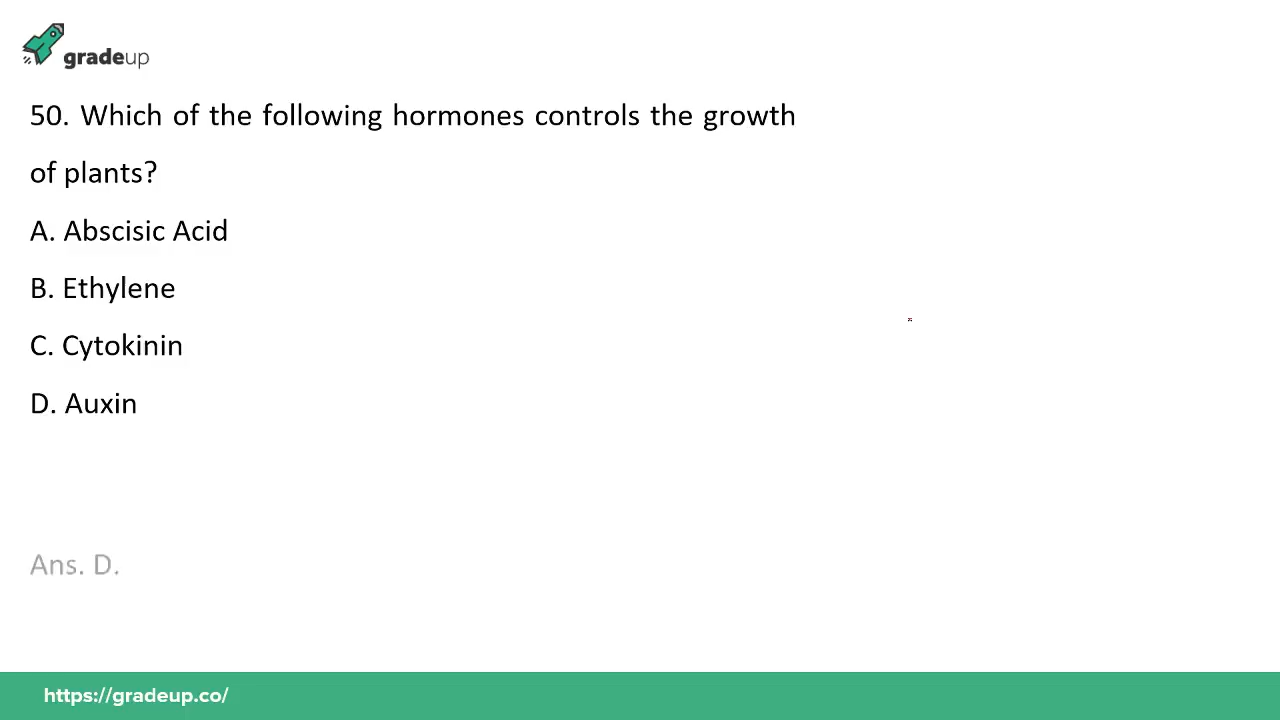 gradeup
50. Which of the following hormones controls the growth
of plants?
A. Abscisic Acid
B. Ethylene
C. Cytokinin
D. Auxin
Ans. D.
https://gradeup.co/